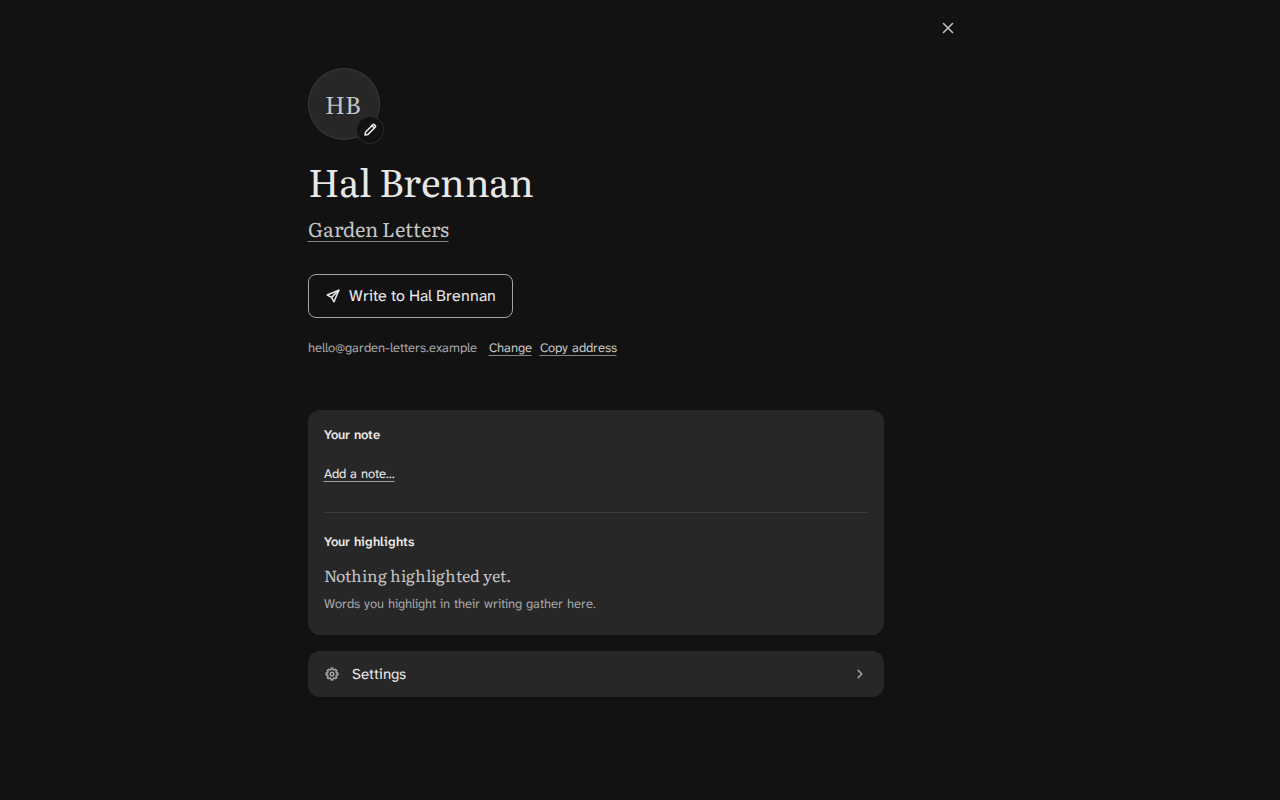 HB
Hal Brennan
Garden Letters
Write to Hal Brennan
hello@garden-letters.example Change Copy address
Your note
Add a note...
Your highlights
Nothing highlighted yet.
Words you highlight in their writing gather here.
Settings